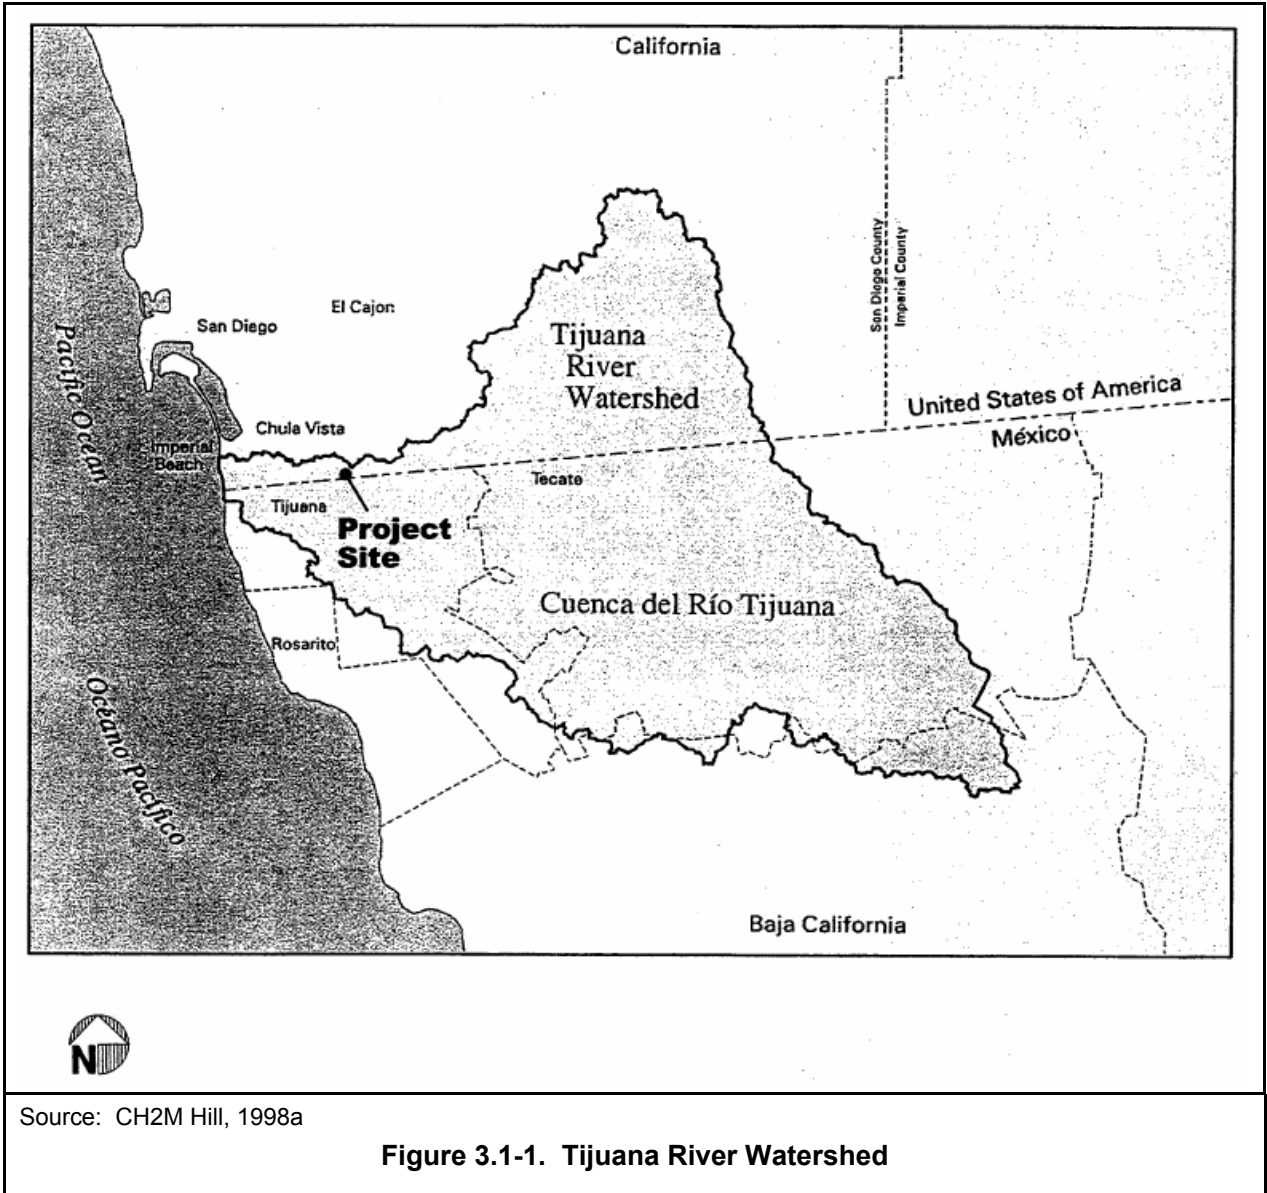 California
San Diego County
Imperial County
El Cajon
San Diego
Tijuana
River
Watershed
Pacific Ocean
United States of America
México
Chula Vista
Imperial
Beach
Tecate
Tijuana
Project
Site
Cuenca del Río Tijuana
Rosarito
Océano Pacífico
Baja California
N
Source: CH2M Hill, 1998a
Figure 3.1-1. Tijuana River Watershed